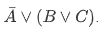 Ā ∨ (B ∨ C).